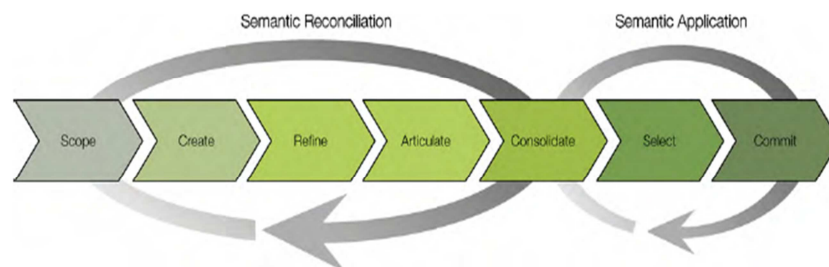 Semantic Reconciliation Semantic Application
Scope Create Refine Articulate Consolidate Select Commit